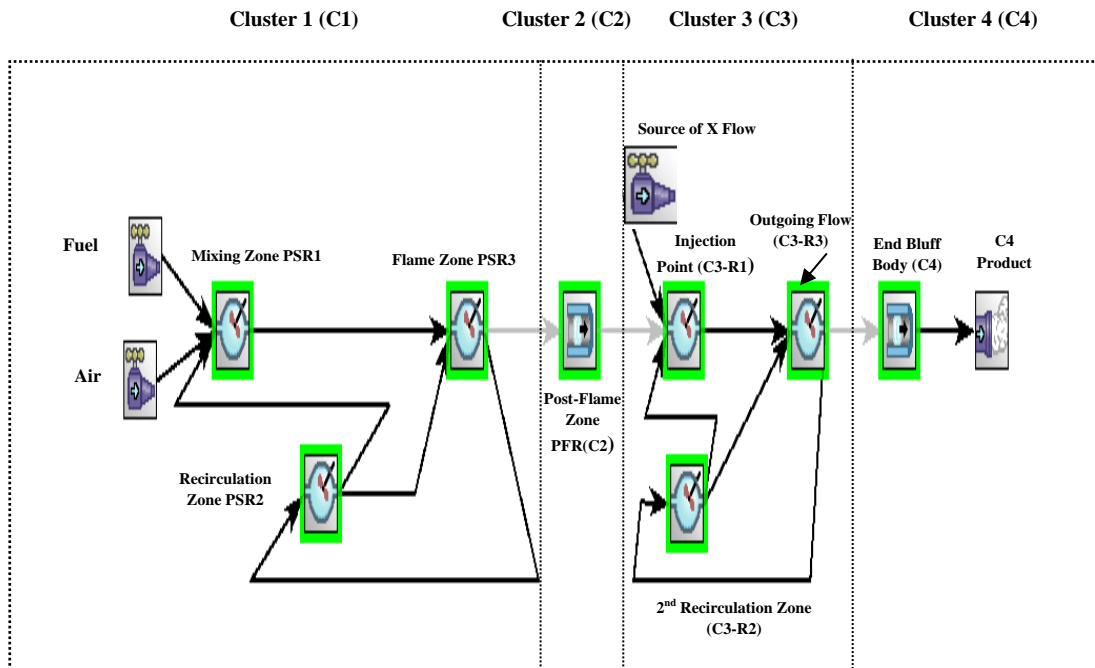 Cluster 1 (C1)
Cluster 2 (C2)
Cluster 3 (C3)
Cluster 4 (C4)
Fuel
Air
Mixing Zone PSR1
Flame Zone PSR3
Recirculation
Zone PSR2
Post-Flame
Zone
PFR(C2)
Source of X Flow
Injection
Point (C3-R1)
Outgoing Flow
(C3-R3)
2nd Recirculation Zone
(C3-R2)
End Bluff
Body (C4)
C4
Product